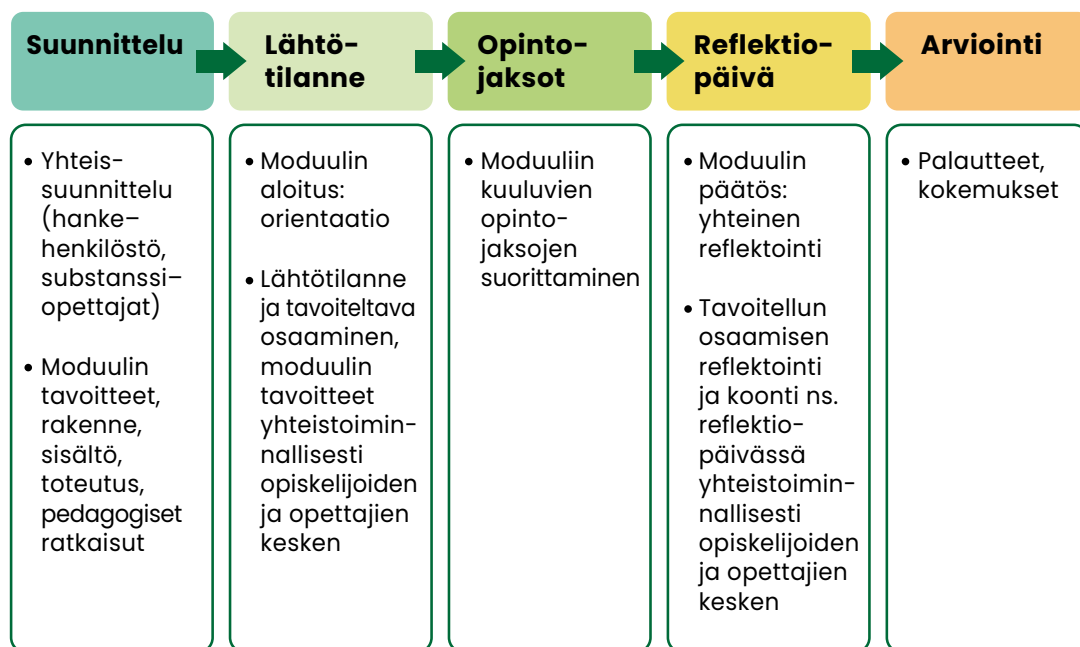 Suunnittelu
Lähtö-
tilanne
Opinto-
jaksot
Reflektio-
päivä
Arviointi
• Yhteis-
suunnittelu
(hanke–
henkilöstö,
substanssi–
opettajat)
• Moduulin
tavoitteet,
rakenne,
sisältö,
toteutus,
pedagogiset
ratkaisut
• Moduulin
aloitus:
orientaatio
• Lähtötilanne
ja tavoiteltava
osaaminen,
moduulin
tavoitteet
yhteistoimin-
nallisesti
opiskelijoiden
ja opettajien
kesken
• Moduuliin
kuuluvien
opinto-
jaksojen
suorittaminen
• Moduulin
päätös:
yhteinen
reflektointi
• Tavoitellun
osaamisen
reflektointi
ja koonti ns.
reflektio-
päivässä
yhteistoimin-
nallisesti
opiskelijoiden
ja opettajien
kesken
• Palautteet,
kokemukset